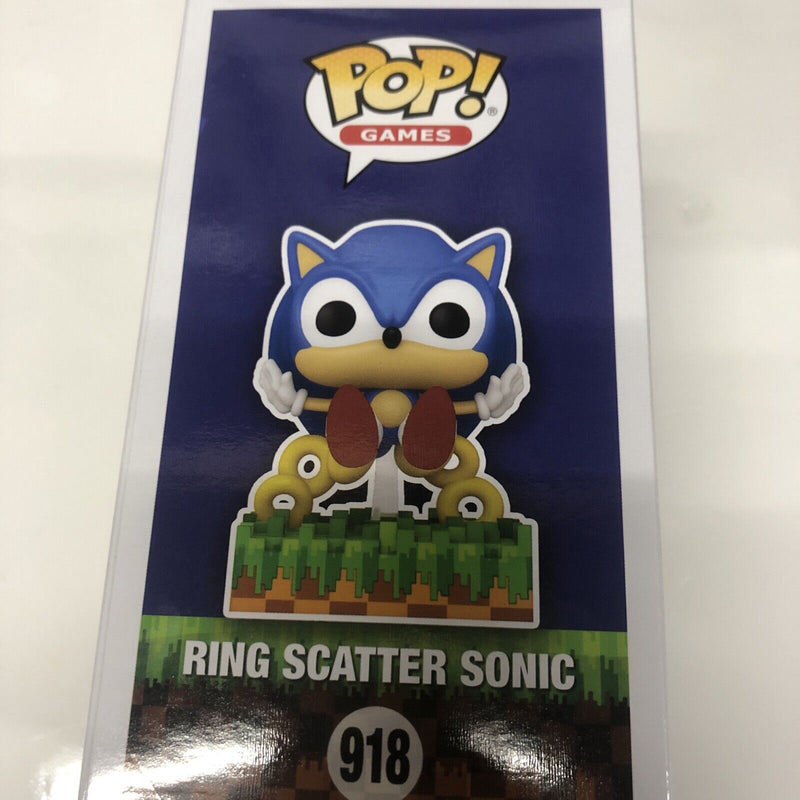 POP!®
GAMES
RING SCATTER SONIC
918